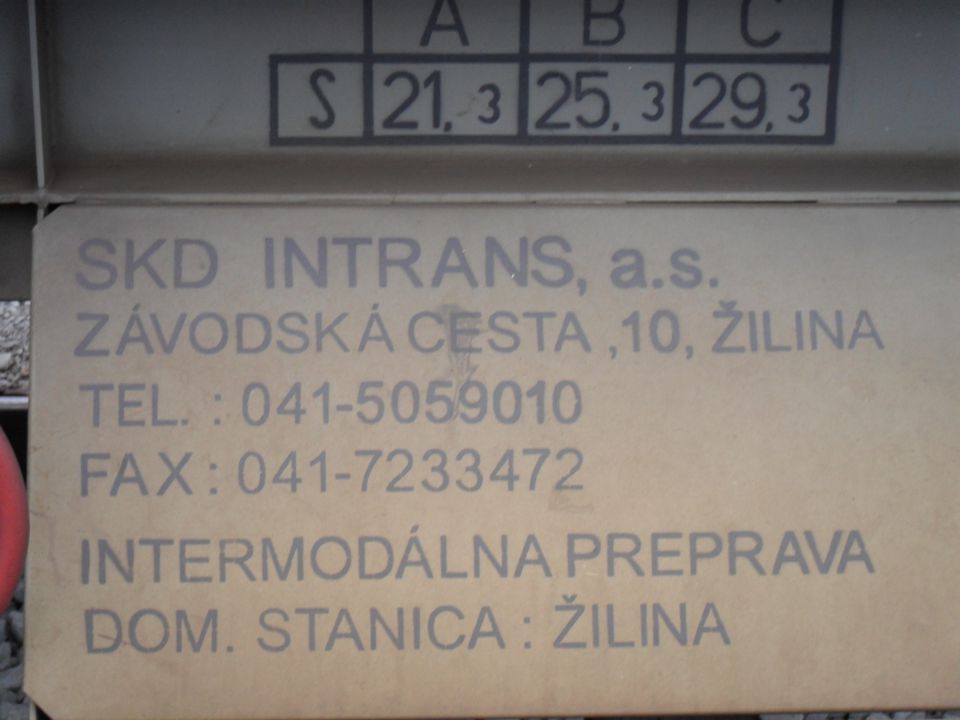 A B C
S 21,3 25.3 29,3
SKD INTRANS, a.s.
ZÁVODSKÁ CESTA ,10, ŽILINA
TEL. : 041-5059010
FAX : 041-7233472
INTERMODÁLNA PREPRAVA
DOM. STANICA : ŽILINA